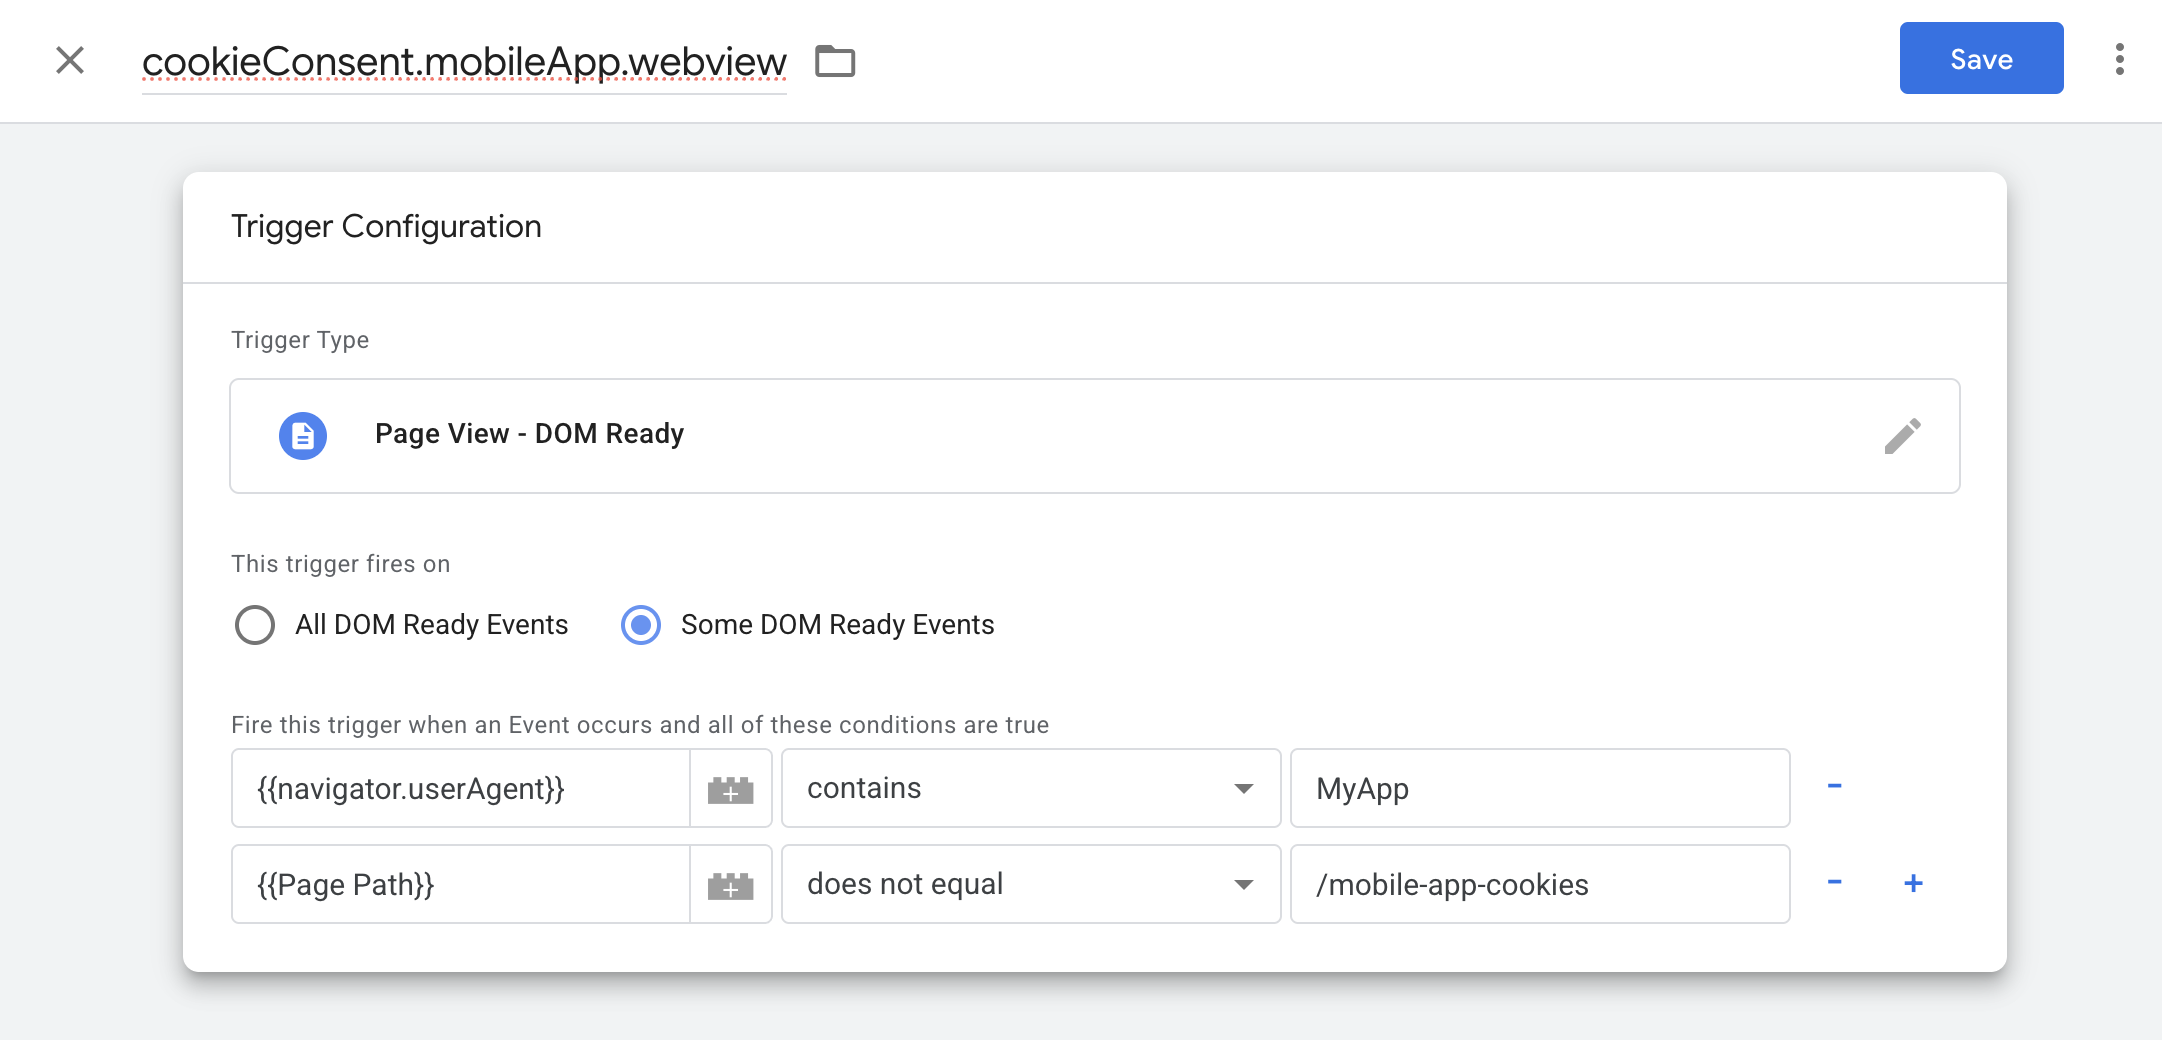 cookieConsent.mobileApp.webview
Save
Trigger Configuration
Trigger Type
Page View - DOM Ready
This trigger fires on
All DOM Ready Events Some DOM Ready Events
Fire this trigger when an Event occurs and all of these conditions are true
{{navigator.userAgent}} contains MyApp
{{Page Path}} does not equal /mobile-app-cookies